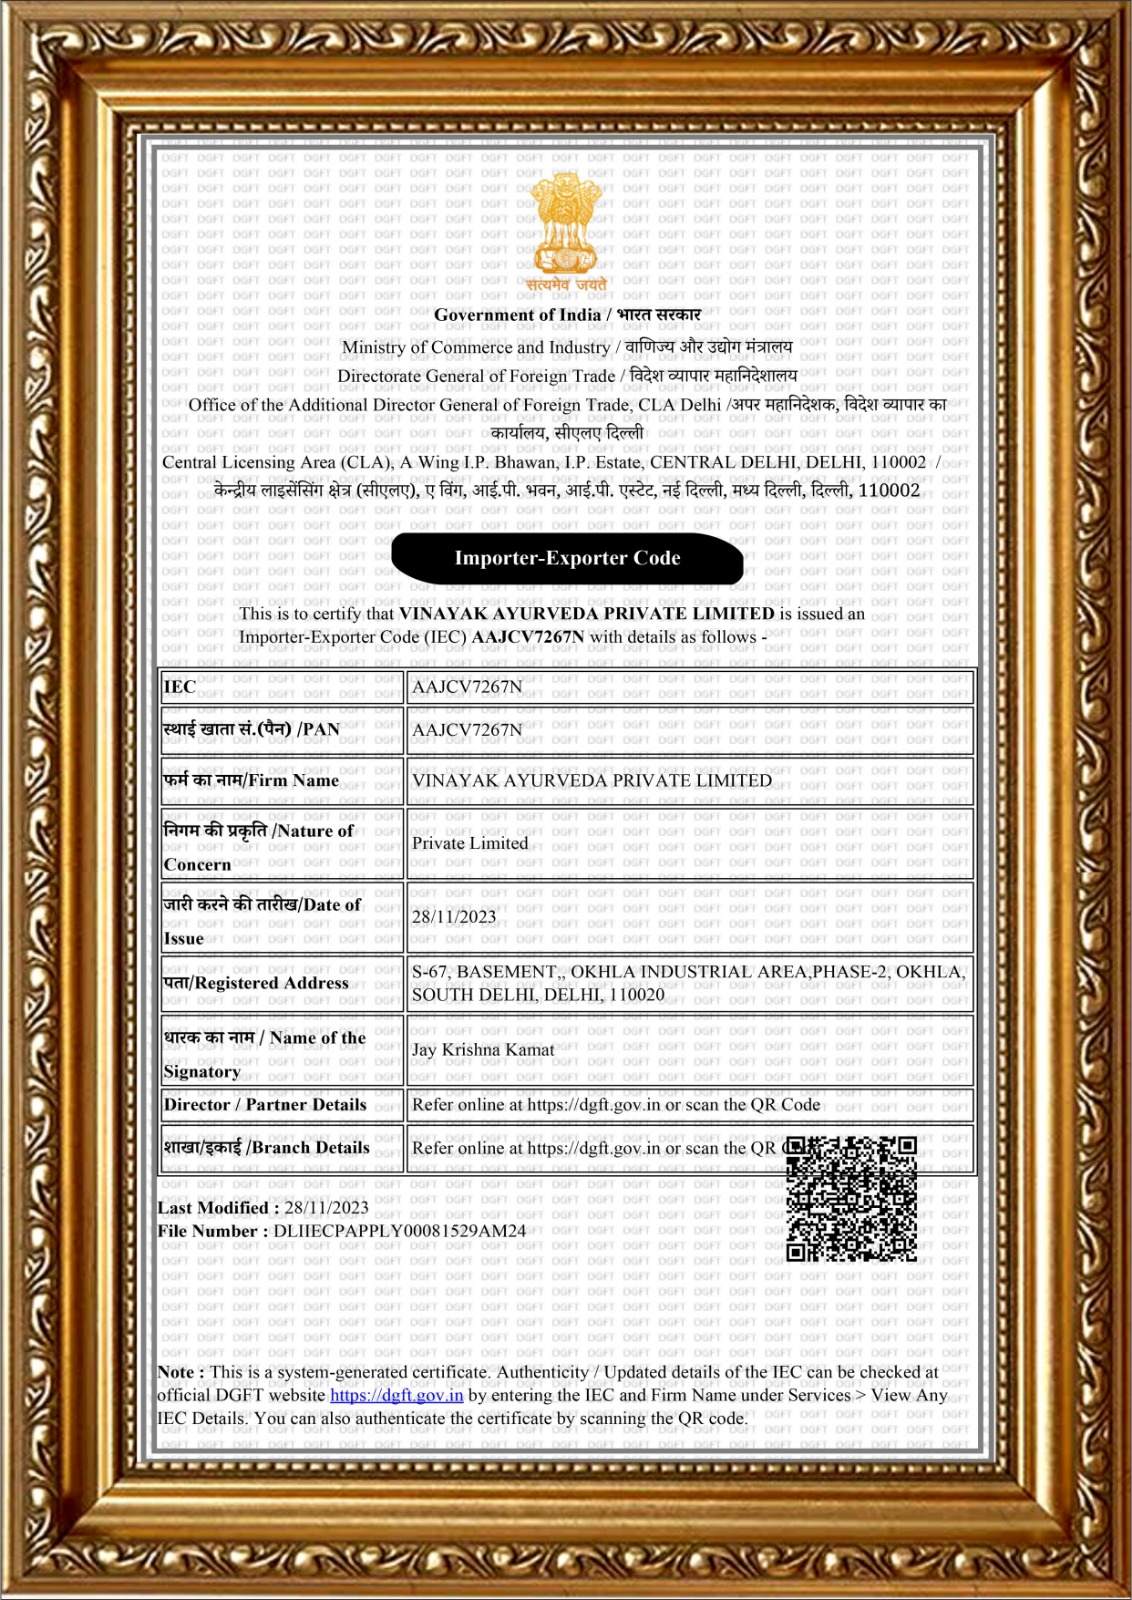 सत्यमेव जयते
Government of India / भारत सरकार
Ministry of Commerce and Industry / वाणिज्य और उद्योग मंत्रालय
Directorate General of Foreign Trade / विदेश व्यापार महानिदेशालय
Office of the Additional Director General of Foreign Trade, CLA Delhi /अपर महानिदेशक, विदेश व्यापार का
कार्यालय, सीएलए दिल्ली
Central Licensing Area (CLA), A Wing I.P. Bhawan, I.P. Estate, CENTRAL DELHI, DELHI, 110002 /
केन्द्रीय लाइसेंसिंग क्षेत्र (सीएलए), ए विंग, आई.पी. भवन, आई.पी. एस्टेट, नई दिल्ली, मध्य दिल्ली, दिल्ली, 110002
Importer-Exporter Code
This is to certify that VINAYAK AYURVEDA PRIVATE LIMITED is issued an
Importer-Exporter Code (IEC) AAJCV7267N with details as follows -
IEC AAJCV7267N
स्थाई खाता सं.(पैन) /PAN AAJCV7267N
फर्म का नाम/Firm Name VINAYAK AYURVEDA PRIVATE LIMITED
निगम की प्रकृति /Nature of
Concern
Private Limited
जारी करने की तारीख/Date of
Issue
28/11/2023
पता/Registered Address
S-67, BASEMENT,, OKHLA INDUSTRIAL AREA,PHASE-2, OKHLA,
SOUTH DELHI, DELHI, 110020
धारक का नाम / Name of the
Signatory
Jay Krishna Kamat
Director / Partner Details Refer online at https://dgft.gov.in or scan the QR Code
शाखा/इकाई /Branch Details Refer online at https://dgft.gov.in or scan the QR
Last Modified : 28/11/2023
File Number : DLIIECPAPPLY00081529AM24
Note : This is a system-generated certificate. Authenticity / Updated details of the IEC can be checked at
official DGFT website https://dgft.gov.in by entering the IEC and Firm Name under Services > View Any
IEC Details. You can also authenticate the certificate by scanning the QR code.